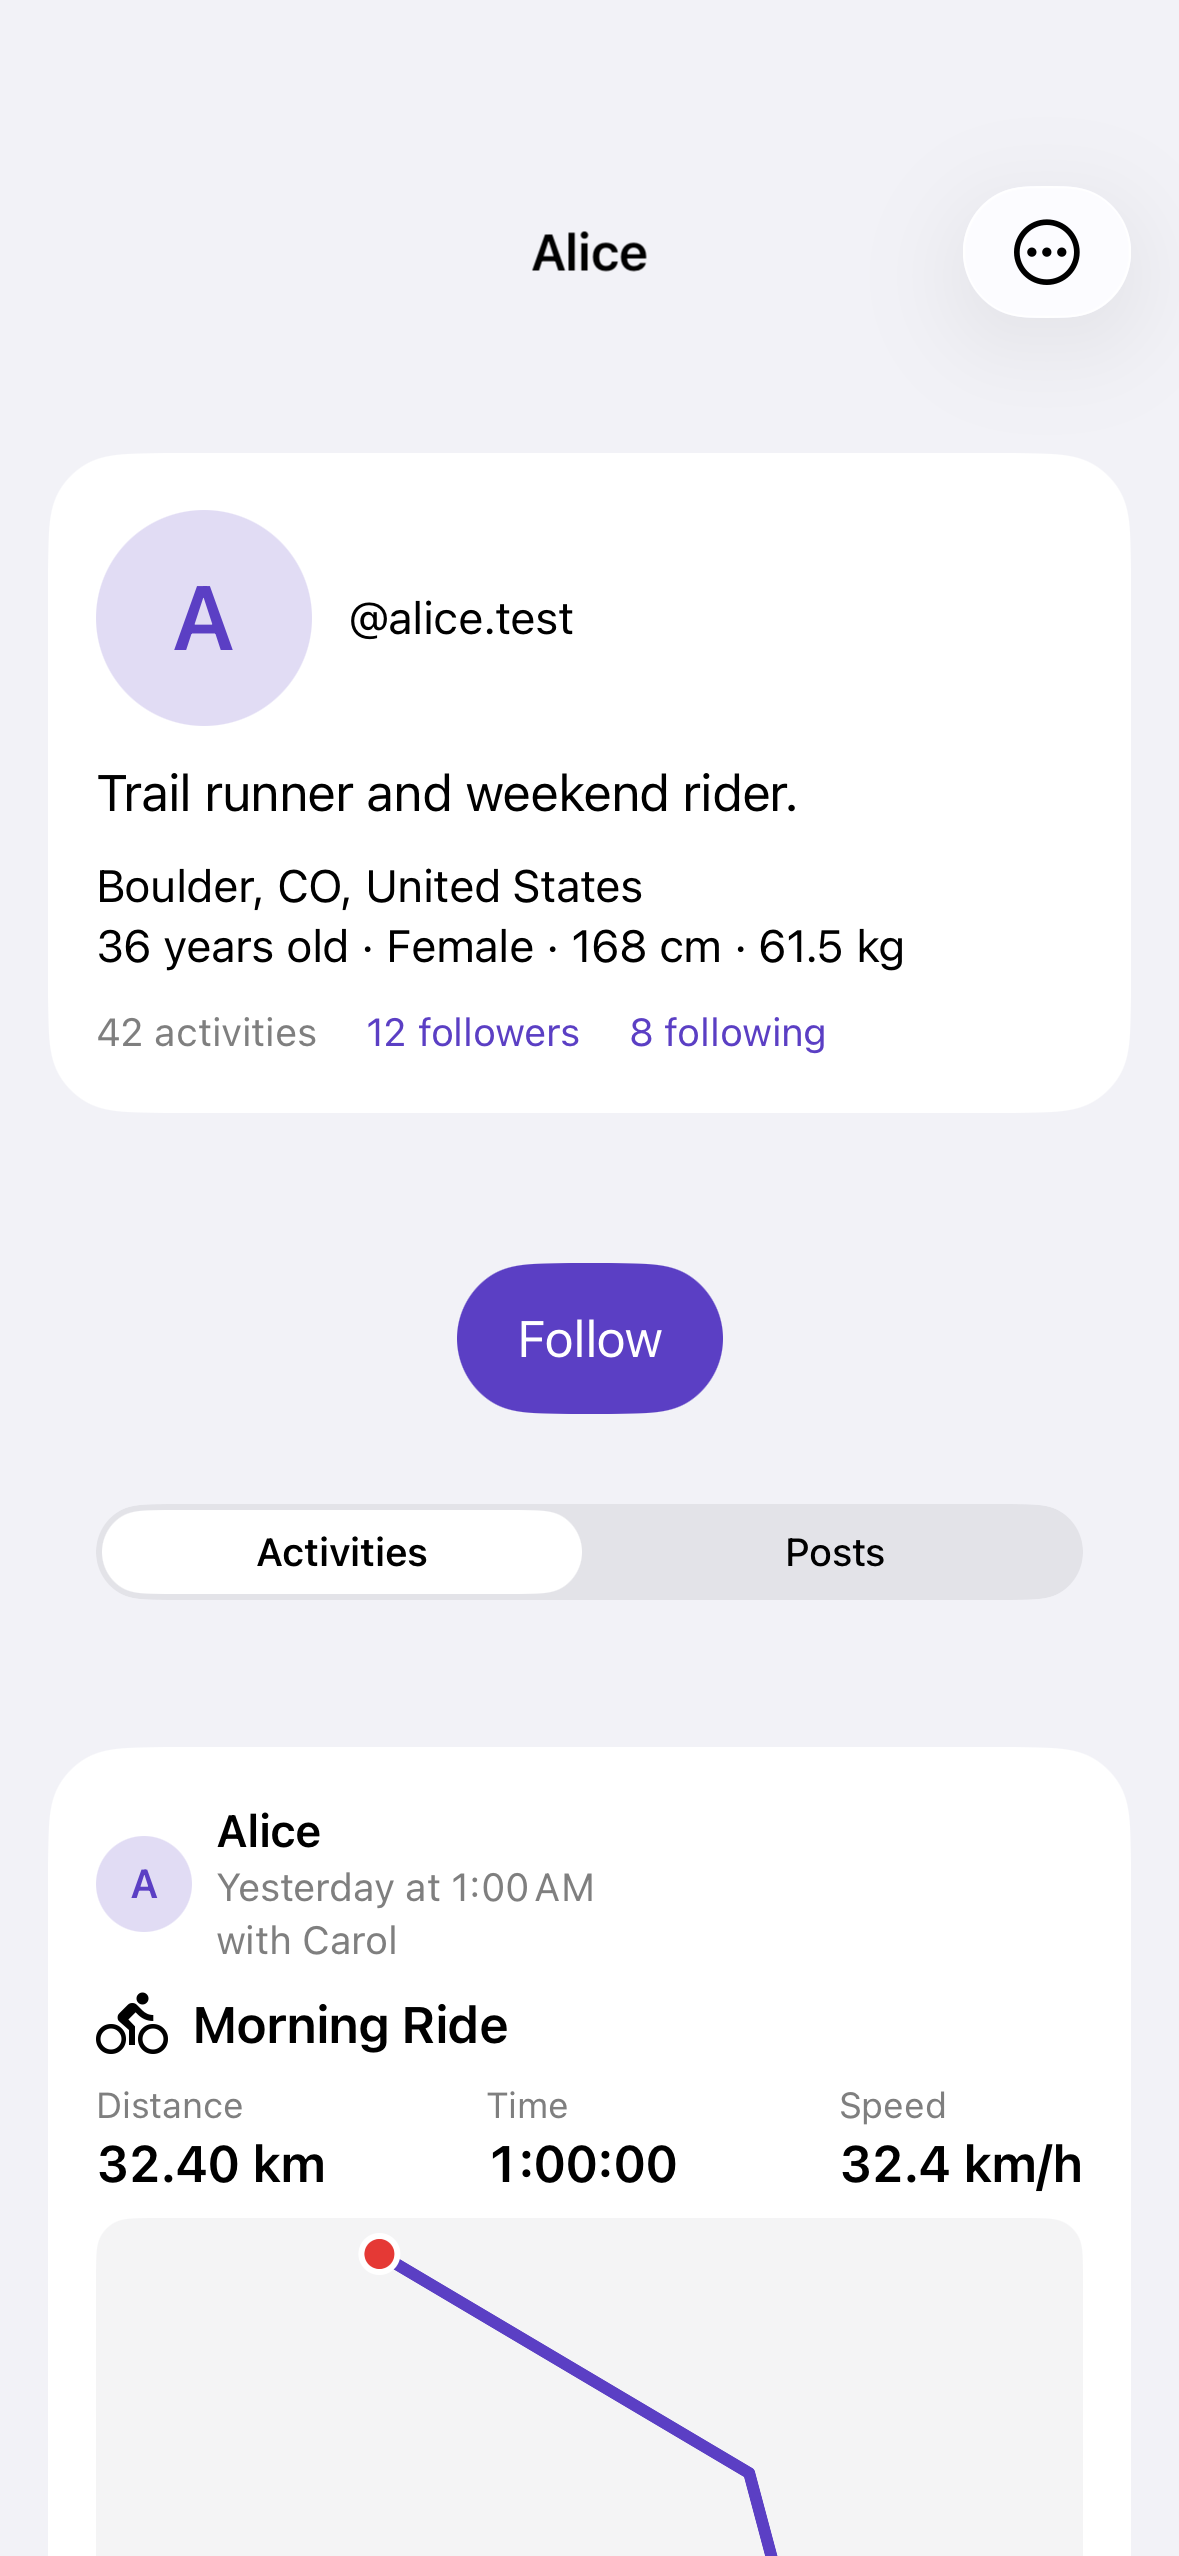 Alice
A
@alice.test
Trail runner and weekend rider.
Boulder, CO, United States
36 years old · Female · 168 cm · 61.5 kg
42 activities 12 followers 8 following
Follow
Activities Posts
A
Alice
Yesterday at 1:00 AM
with Carol
Morning Ride
Distance Time Speed
32.40 km 1:00:00 32.4 km/h